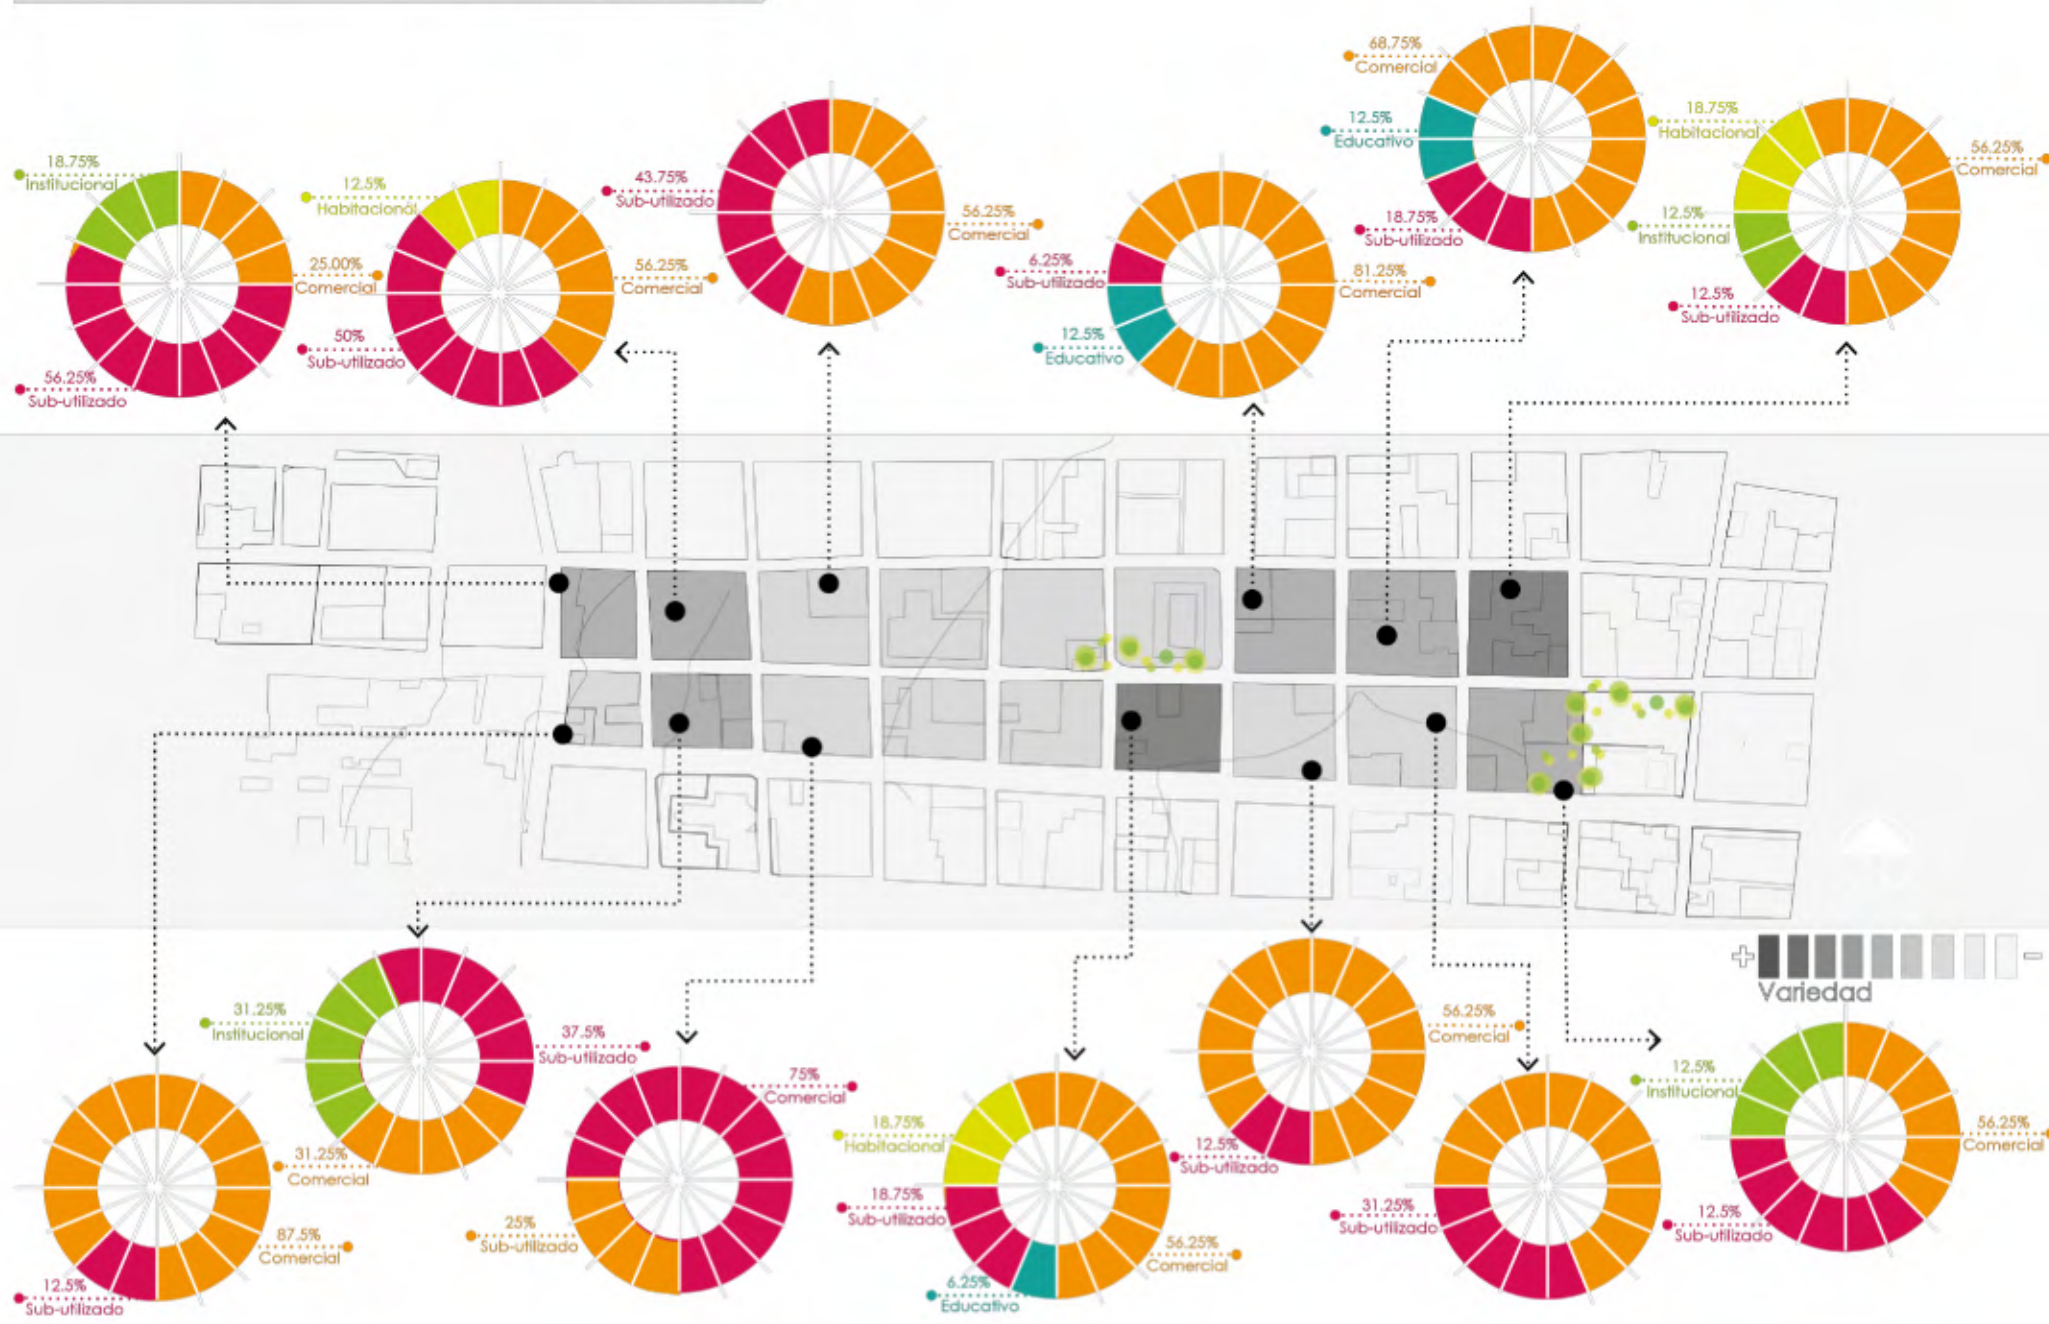 18.75%
Institucional
25.00%
Comercial
56.25%
Sub-utilizado
12.5%
Habitacional
56.25%
Comercial
50%
Sub-utilizado
43.75%
Sub-utilizado
56.25%
Comercial
6.25%
Sub-utilizado
12.5%
Educativo
81.25%
Comercial
68.75%
Comercial
12.5%
Educativo
18.75%
Sub-utilizado
18.75%
Habitacional
56.25%
Comercial
12.5%
Institucional
12.5%
Sub-utilizado
+ −
Variedad
87.5%
Comercial
12.5%
Sub-utilizado
31.25%
Institucional
37.5%
Sub-utilizado
31.25%
Comercial
75%
Comercial
25%
Sub-utilizado
18.75%
Habitacional
18.75%
Sub-utilizado
6.25%
Educativo
56.25%
Comercial
56.25%
Comercial
12.5%
Sub-utilizado
31.25%
Sub-utilizado
12.5%
Institucional
56.25%
Comercial
12.5%
Sub-utilizado